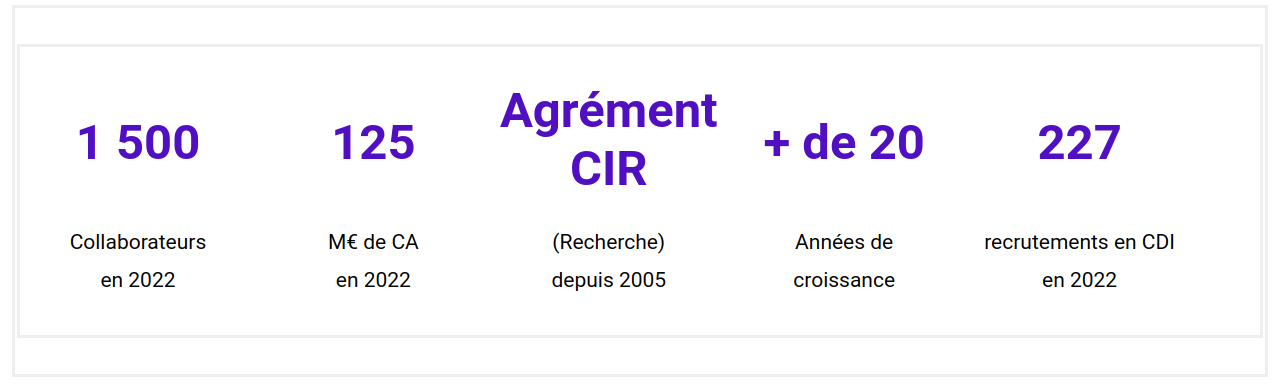 1 500
Collaborateurs
en 2022
125
M€ de CA
en 2022
Agrément
CIR
(Recherche)
depuis 2005
+ de 20
Années de
croissance
227
recrutements en CDI
en 2022